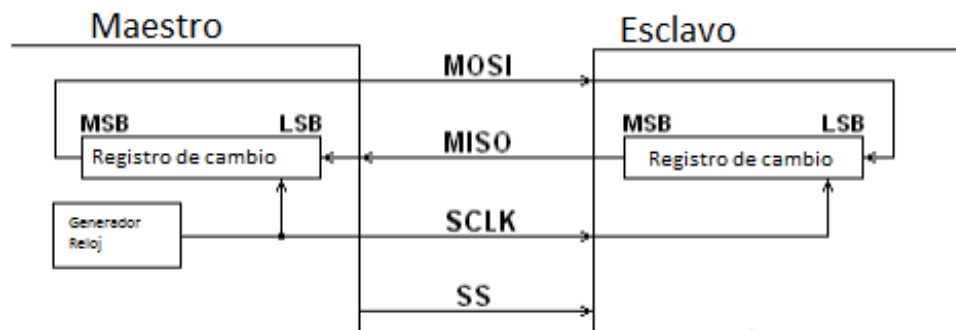 Maestro
Esclavo
MOSI
MSB LSB
MISO
MSB LSB
Registro de cambio
Registro de cambio
Generador
Reloj
SCLK
SS